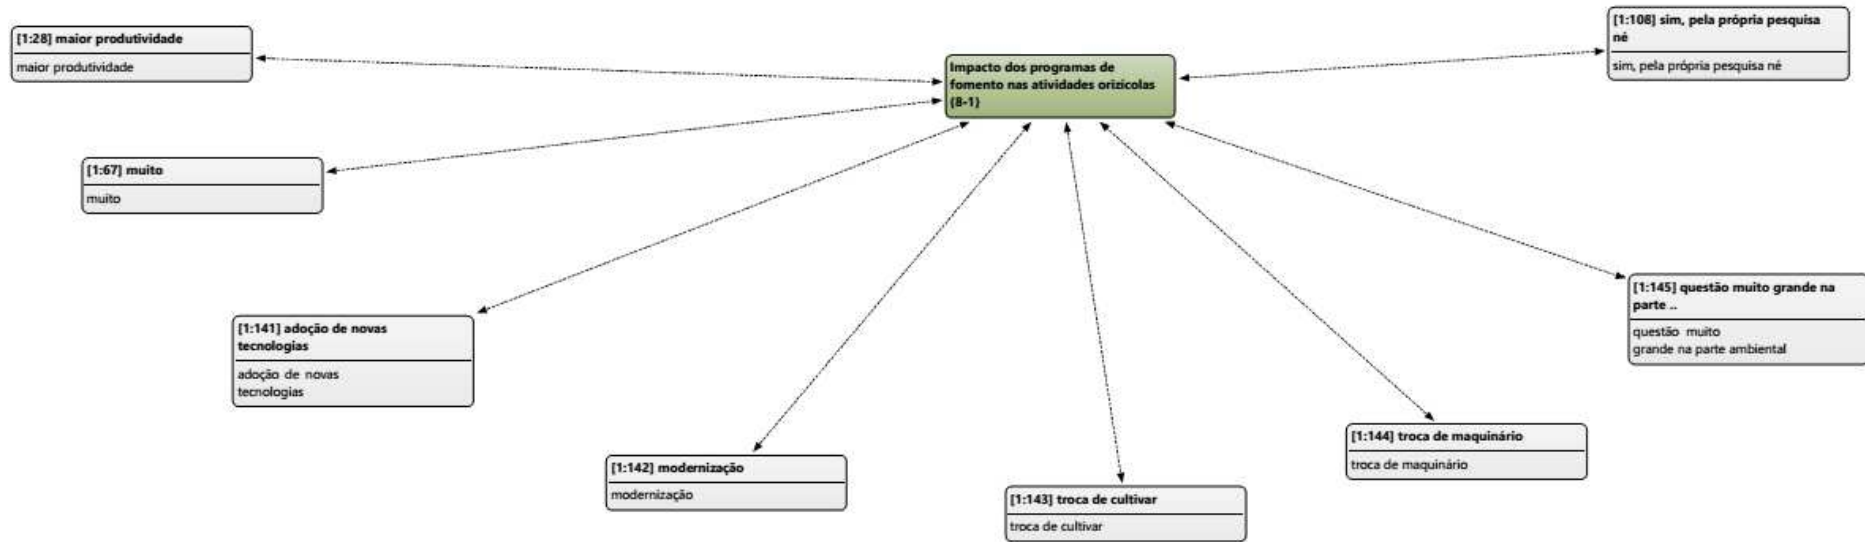 [1:28] maior produtividade
maior produtividade
[1:67] muito
muito
[1:141] adoção de novas
tecnologias
adoção de novas
tecnologias
[1:142] modernização
modernização
Impacto dos programas de
fomento nas atividades orizícolas
{8-1}
[1:143] troca de cultivar
troca de cultivar
[1:144] troca de maquinário
troca de maquinário
[1:145] questão muito grande na
parte ..
questão muito
grande na parte ambiental
[1:108] sim, pela própria pesquisa
né
sim, pela própria pesquisa né